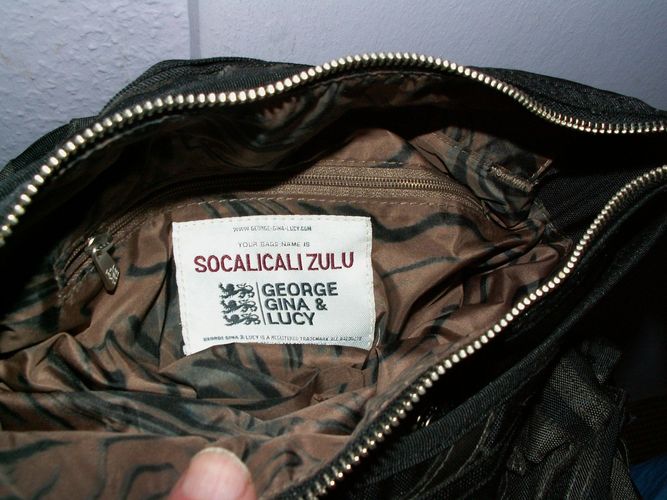 WWW.GEORGE-GINA-LUCY.COM
YOUR BAGS NAME IS
SOCALICALI ZULU
GEORGE
GINA &
LUCY
GEORGE GINA & LUCY IS A REGISTERED TRADEMARK. ALL